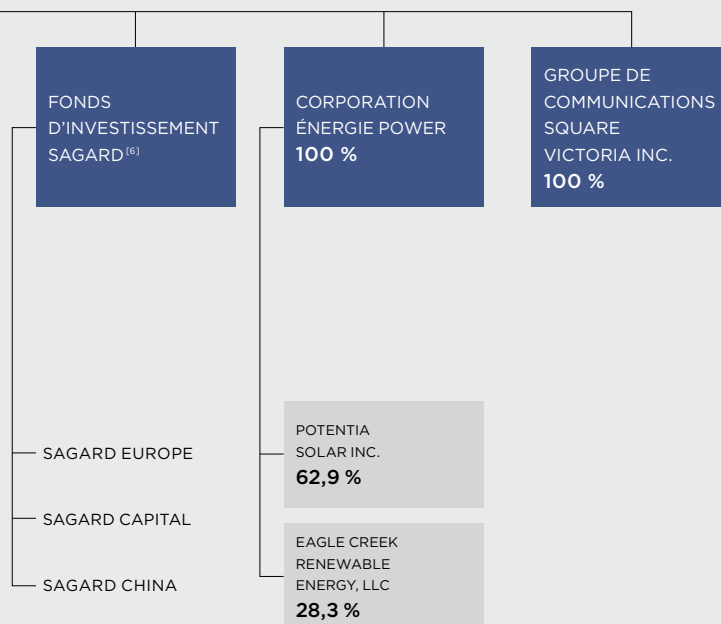 FONDS
D'INVESTISSEMENT
SAGARD [6]
CORPORATION
ÉNERGIE POWER
100 %
GROUPE DE
COMMUNICATIONS
SQUARE
VICTORIA INC.
100 %
SAGARD EUROPE
SAGARD CAPITAL
SAGARD CHINA
POTENTIA
SOLAR INC.
62,9 %
EAGLE CREEK
RENEWABLE
ENERGY, LLC
28,3 %